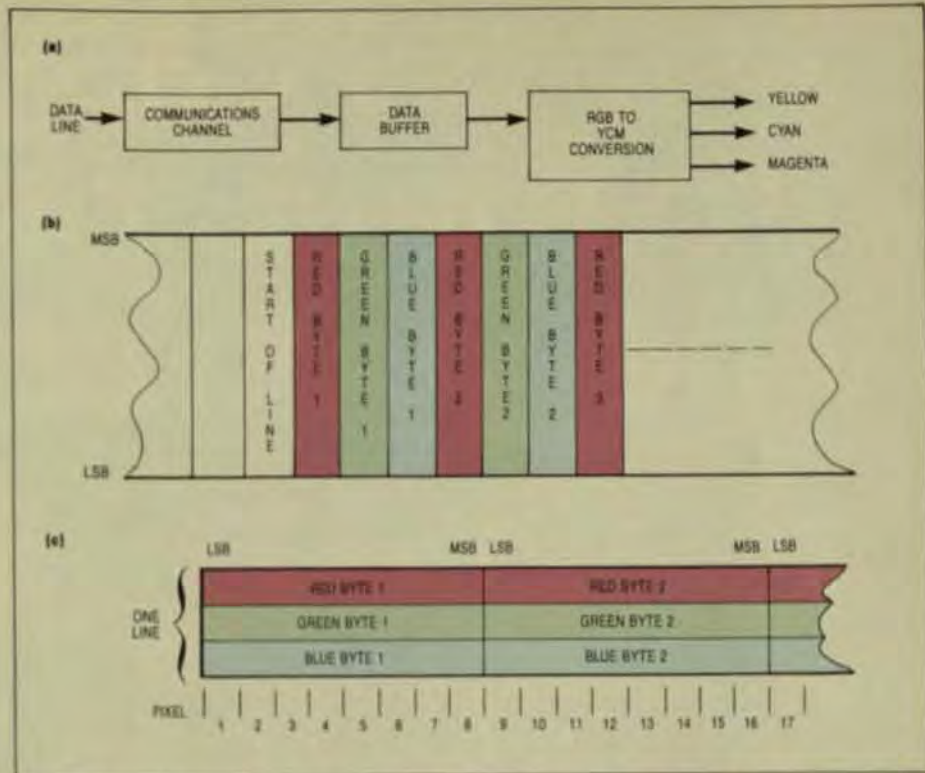 (a)
DATA LINE
COMMUNICATIONS CHANNEL
DATA BUFFER
RGB TO YCM CONVERSION
YELLOW
CYAN
MAGENTA
(b)
MSB
LSB
START OF LINE
RED BYTE 1
GREEN BYTE 1
BLUE BYTE 1
RED BYTE 2
GREEN BYTE 2
BLUE BYTE 2
RED BYTE 3
(c)
LSB MSB LSB MSB LSB
ONE LINE
RED BYTE 1 RED BYTE 2
GREEN BYTE 1 GREEN BYTE 2
BLUE BYTE 1 BLUE BYTE 2
PIXEL 1 2 3 4 5 6 7 8 9 10 11 12 13 14 15 16 17